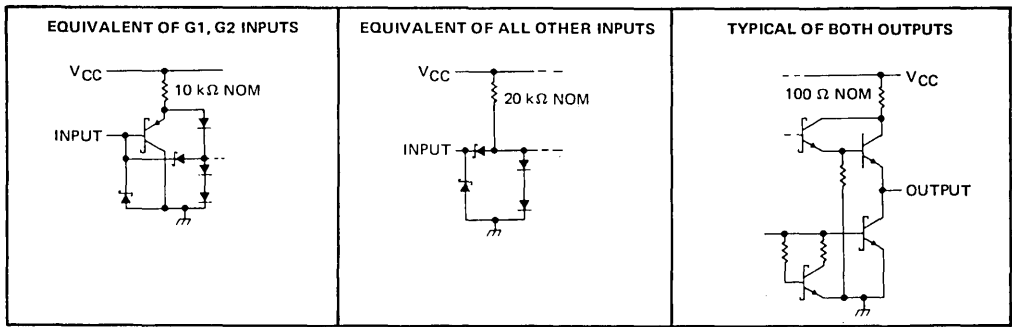 EQUIVALENT OF G1, G2 INPUTS
VCC
10 kΩ NOM
INPUT
EQUIVALENT OF ALL OTHER INPUTS
VCC
20 kΩ NOM
INPUT
TYPICAL OF BOTH OUTPUTS
VCC
100 Ω NOM
OUTPUT